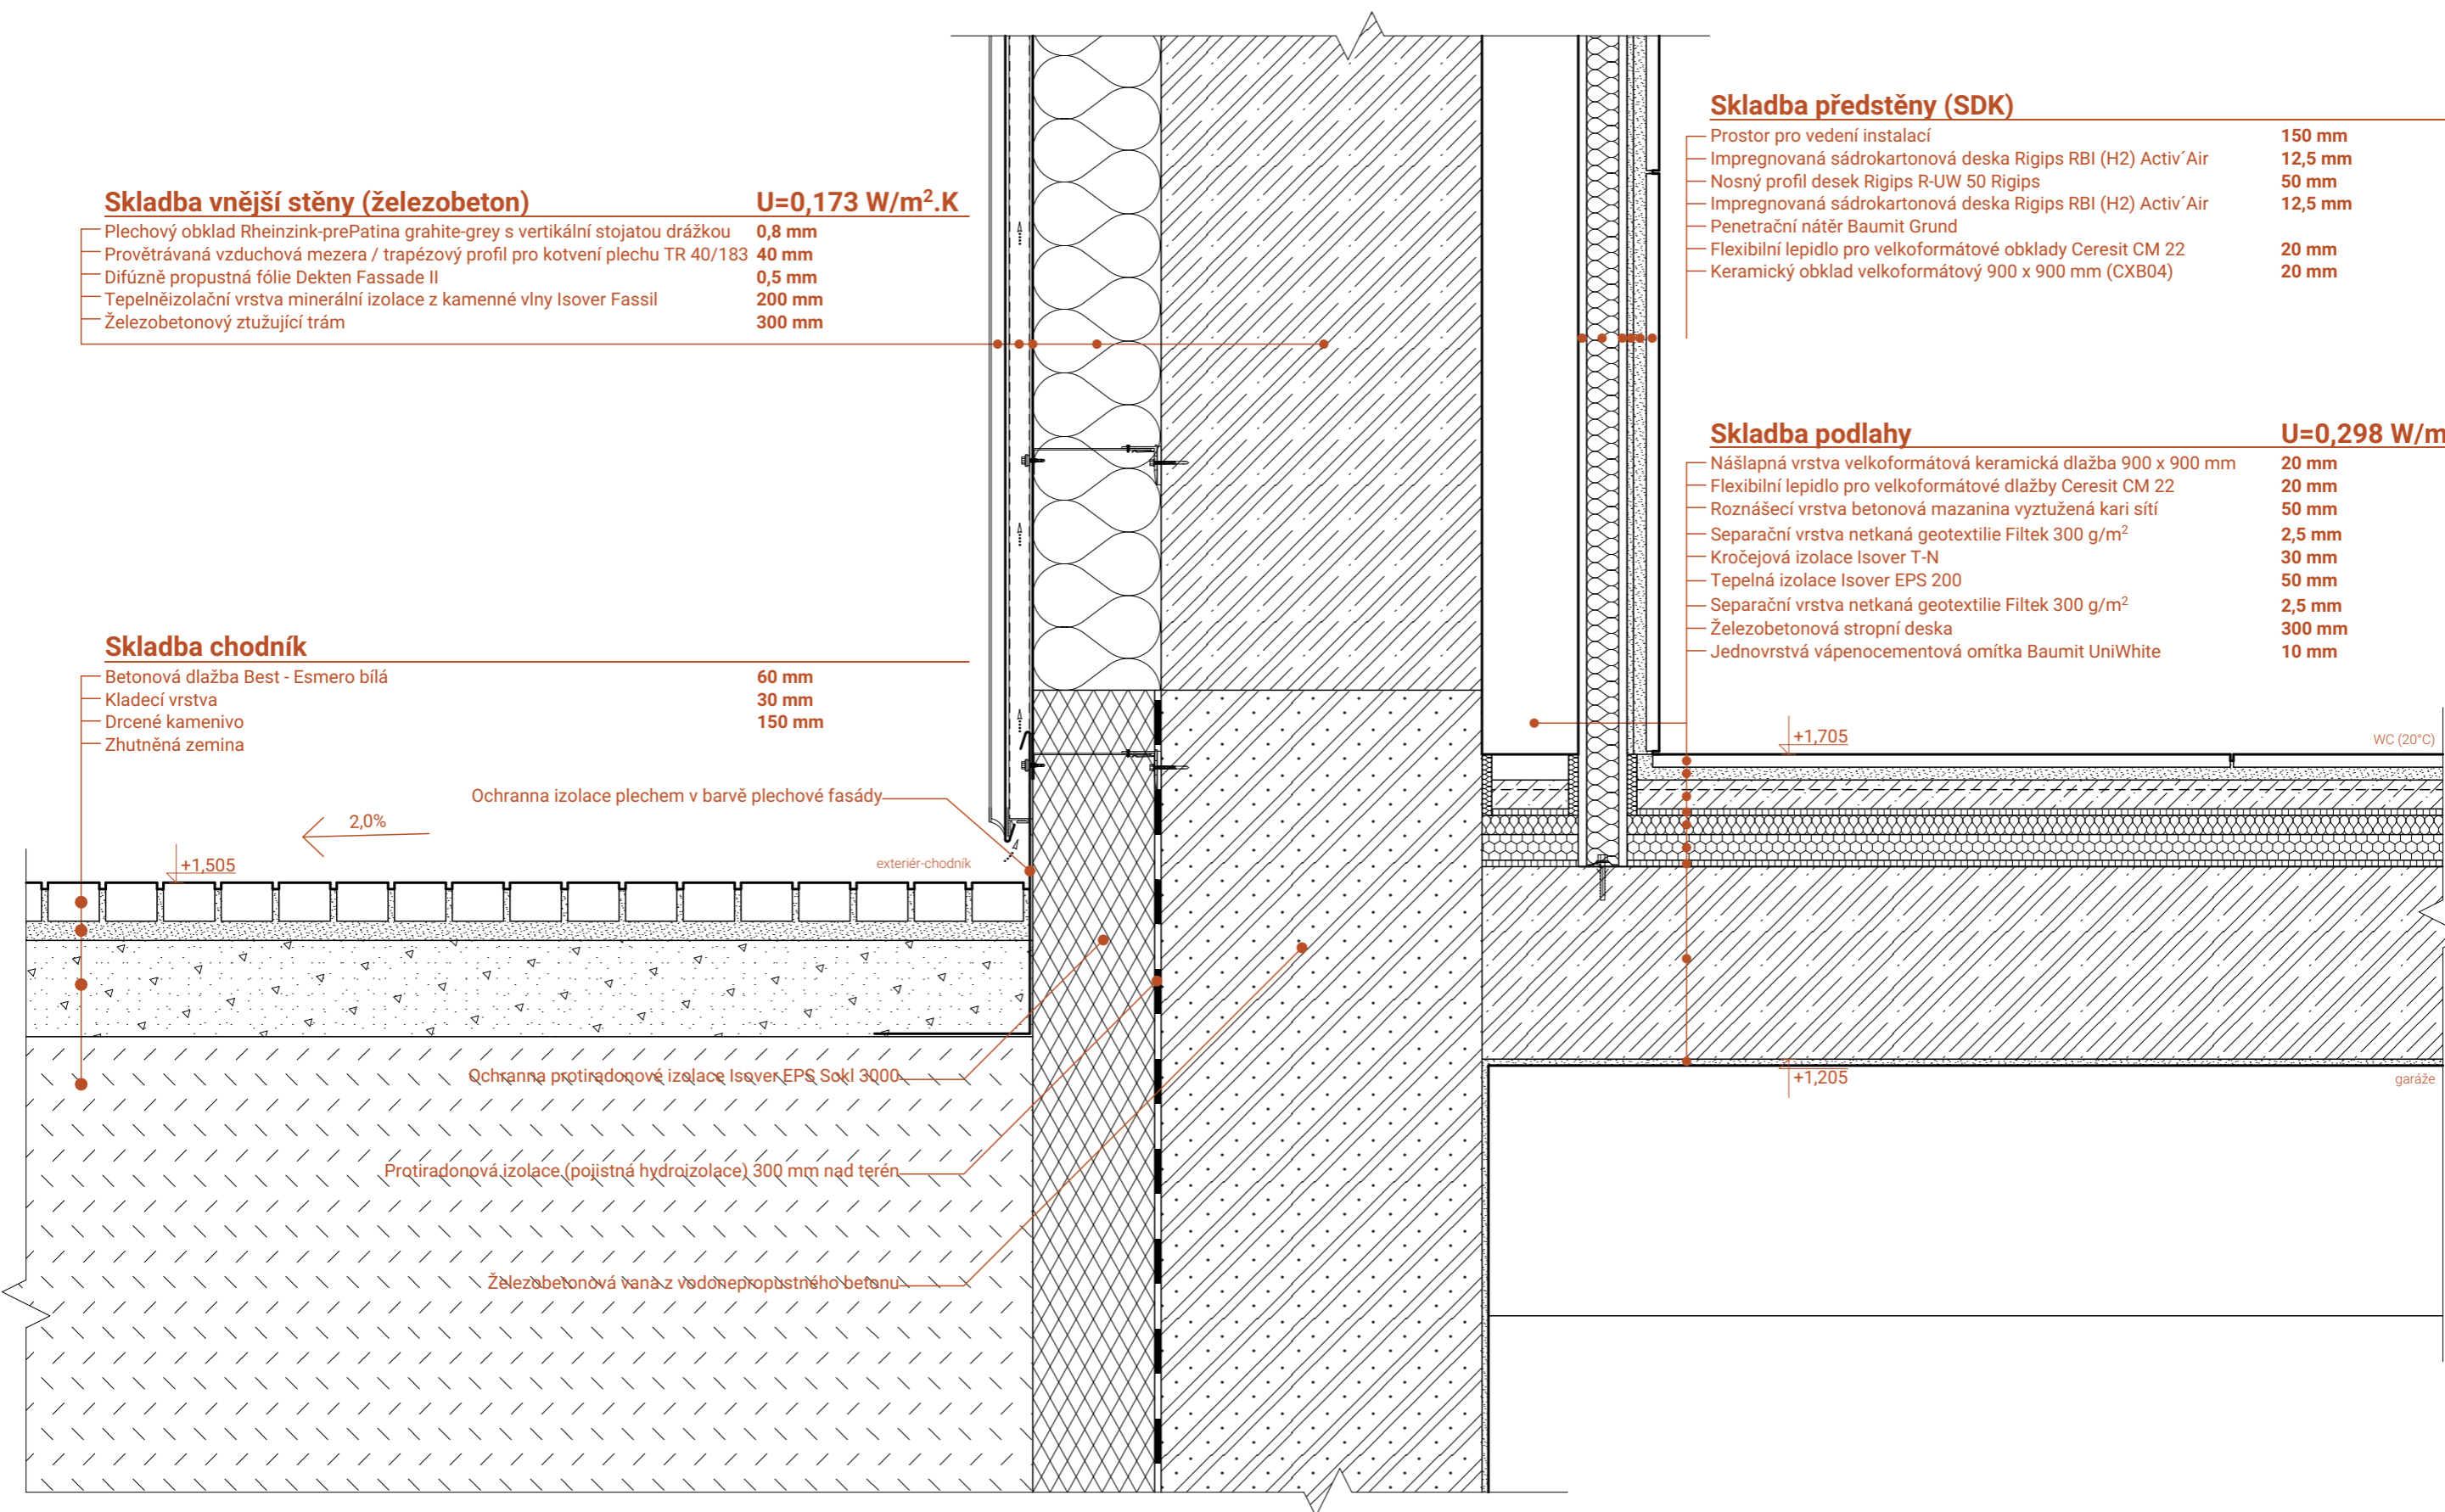 Skladba předstěny (SDK)
Prostor pro vedení instalací 150 mm
Impregnovaná sádrokartonová deska Rigips RBI (H2) Activ´Air 12,5 mm
Nosný profil desek Rigips R-UW 50 Rigips 50 mm
Impregnovaná sádrokartonová deska Rigips RBI (H2) Activ´Air 12,5 mm
Penetrační nátěr Baumit Grund
Flexibilní lepidlo pro velkoformátové obklady Ceresit CM 22 20 mm
Keramický obklad velkoformátový 900 x 900 mm (CXB04) 20 mm
Skladba vnější stěny (železobeton) U=0,173 W/m².K
Plechový obklad Rheinzink-prePatina grahite-grey s vertikální stojatou drážkou 0,8 mm
Provětrávaná vzduchová mezera / trapézový profil pro kotvení plechu TR 40/183 40 mm
Difúzně propustná fólie Dekten Fassade II 0,5 mm
Tepelněizolační vrstva minerální izolace z kamenné vlny Isover Fassil 200 mm
Železobetonový ztužující trám 300 mm
Skladba podlahy U=0,298 W/m
Nášlapná vrstva velkoformátová keramická dlažba 900 x 900 mm 20 mm
Flexibilní lepidlo pro velkoformátové dlažby Ceresit CM 22 20 mm
Roznášecí vrstva betonová mazanina vyztužená kari sítí 50 mm
Separační vrstva netkaná geotextilie Filtek 300 g/m² 2,5 mm
Kročejová izolace Isover T-N 30 mm
Tepelná izolace Isover EPS 200 50 mm
Separační vrstva netkaná geotextilie Filtek 300 g/m² 2,5 mm
Železobetonová stropní deska 300 mm
Jednovrstvá vápenocementová omítka Baumit UniWhite 10 mm
Skladba chodník
Betonová dlažba Best - Esmero bílá 60 mm
Kladecí vrstva 30 mm
Drcené kamenivo 150 mm
Zhutněná zemina
+1,705
WC (20°C)
Ochranna izolace plechem v barvě plechové fasády
2,0%
+1,505
exteriér-chodník
Ochranna protiradonové izolace Isover EPS Sokl 3000
+1,205
garáže
Protiradonová izolace (pojistná hydroizolace) 300 mm nad terén
Železobetonová vana z vodonepropustného betonu